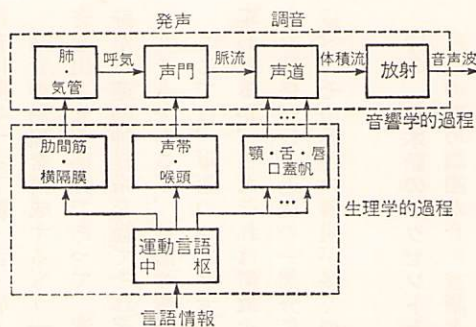 発声 調音
肺・気管
呼気
声門
脈流
声道
体積流
放射
音声波
音響学的過程
肋間筋・横隔膜
声帯・喉頭
顎・舌・唇
口蓋帆
生理学的過程
運動言語
中枢
言語情報